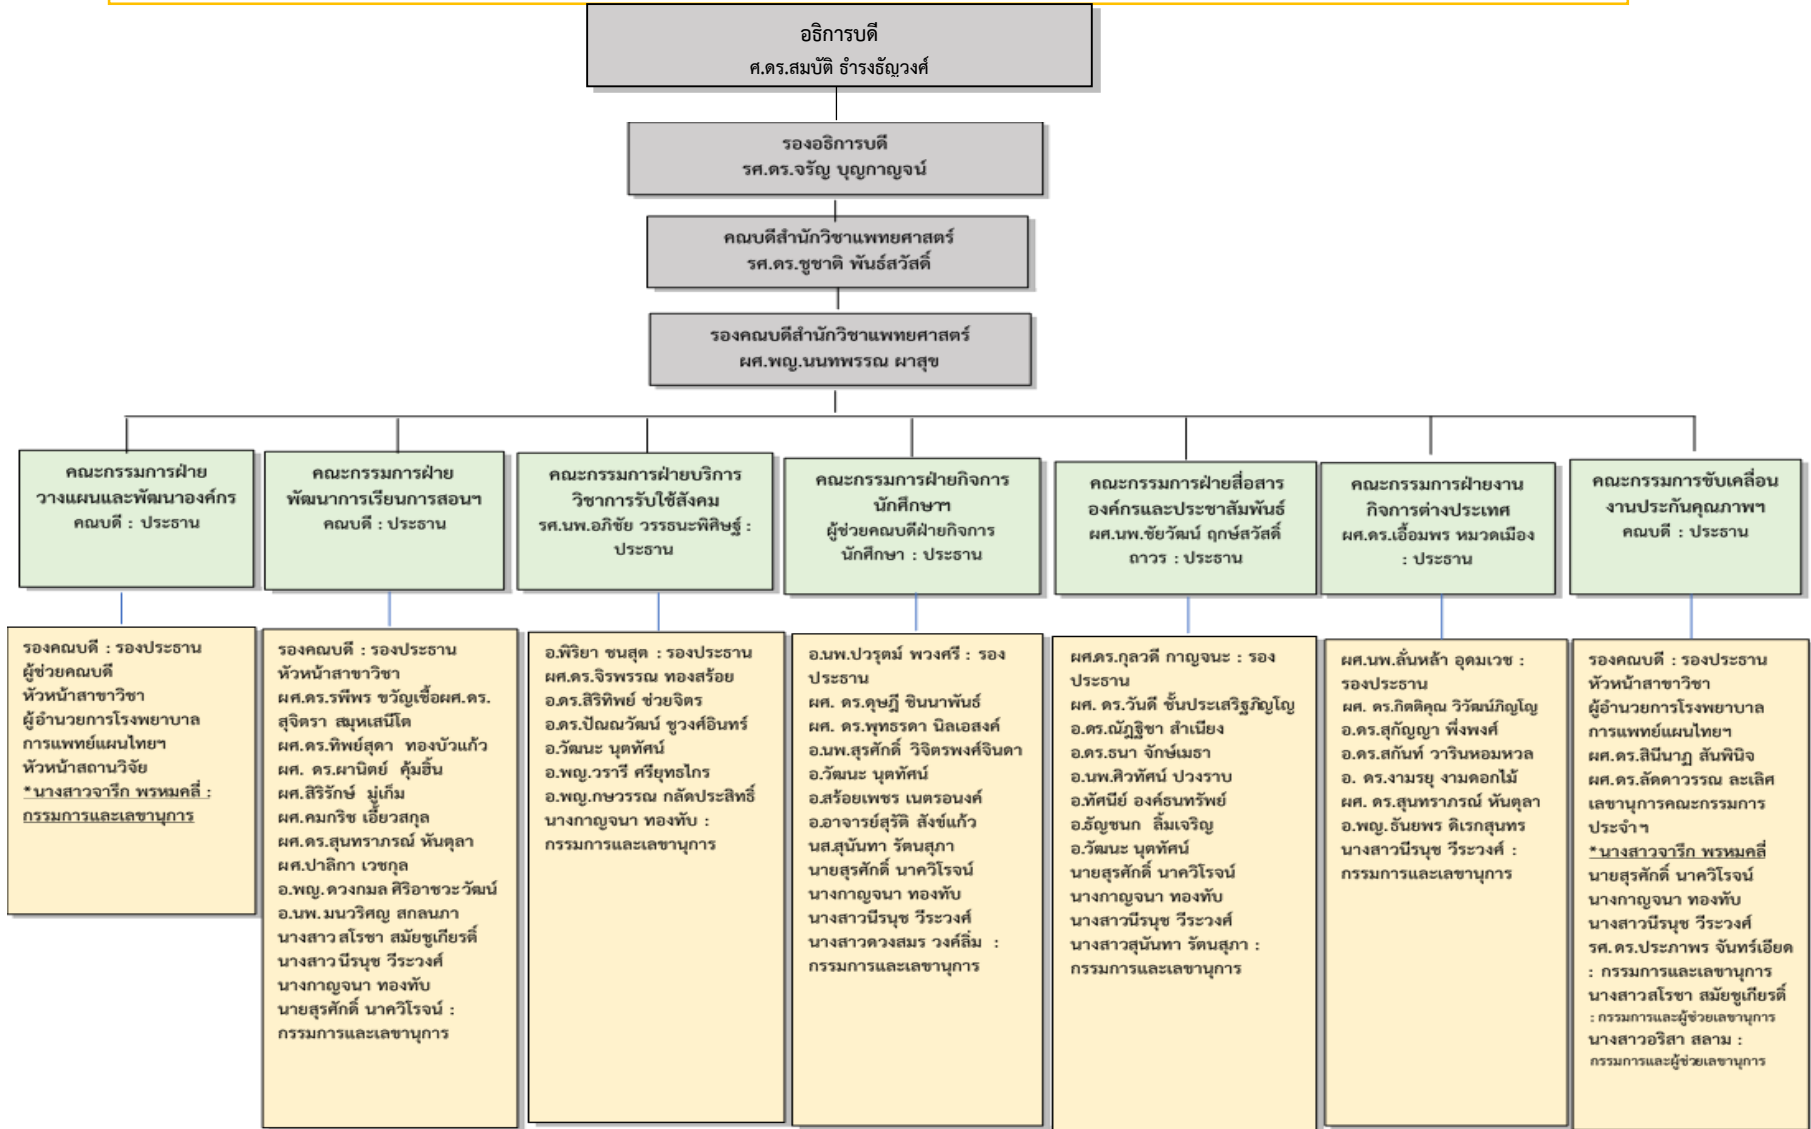 อธิการบดี
ศ.ดร.สมบัติ ธำรงธัญวงศ์
รองอธิการบดี
รศ.ดร.จรัญ บุญกาญจน์
คณบดีสำนักวิชาแพทยศาสตร์
รศ.ดร.ชูชาติ พันธ์สวัสดิ์
รองคณบดีสำนักวิชาแพทยศาสตร์
ผศ.พญ.นนทพรรณ ผาสุข
คณะกรรมการฝ่าย
วางแผนและพัฒนาองค์กร
คณบดี : ประธาน
คณะกรรมการฝ่าย
พัฒนาการเรียนการสอนฯ
คณบดี : ประธาน
คณะกรรมการฝ่ายบริการ
วิชาการรับใช้สังคม
รศ.นพ.อภิชัย วรรธนะพิศิษฐ์ :
ประธาน
คณะกรรมการฝ่ายกิจการ
นักศึกษาฯ
ผู้ช่วยคณบดีฝ่ายกิจการ
นักศึกษา : ประธาน
คณะกรรมการฝ่ายสื่อสาร
องค์กรและประชาสัมพันธ์
ผศ.นพ.ชัยวัฒน์ ฤกษ์สวัสดิ์
ถาวร : ประธาน
คณะกรรมการฝ่ายงาน
กิจการต่างประเทศ
ผศ.ดร.เอื้อมพร หมวดเมือง
: ประธาน
คณะกรรมการขับเคลื่อน
งานประกันคุณภาพฯ
คณบดี : ประธาน
รองคณบดี : รองประธาน
ผู้ช่วยคณบดี
หัวหน้าสาขาวิชา
ผู้อำนวยการโรงพยาบาล
การแพทย์แผนไทยฯ
หัวหน้าสถานวิจัย
*นางสาวจารึก พรหมคลี่ :
กรรมการและเลขานุการ
รองคณบดี : รองประธาน
หัวหน้าสาขาวิชา
ผศ.ดร.รพีพร ขวัญเชื้อผศ.ดร.
สุจิตรา สมุหเสนีโต
ผศ.ดร.ทิพย์สุดา ทองบัวแก้ว
ผศ. ดร.ผานิตย์ คุ้มฮิ้น
ผศ.สิริรักษ์ มู่เก็ม
ผศ.คมกริช เอี้ยวสกุล
ผศ.ดร.สุนทราภรณ์ หันตุลา
ผศ.ปาลิกา เวชกุล
อ.พญ.ดวงกมล ศิริอาชวะวัฒน์
อ.นพ.มนวริศญ สกลนภา
นางสาวสโรชา สมัยชูเกียรติ์
นางสาวนีรนุช วีระวงศ์
นางกาญจนา ทองทับ
นายสุรศักดิ์ นาควิโรจน์ :
กรรมการและเลขานุการ
อ.พิริยา ชนสุต : รองประธาน
ผศ.ดร.จิรพรรณ ทองสร้อย
อ.ดร.สิริทิพย์ ช่วยจิตร
อ.ดร.ปัณณวัฒน์ ชูวงศ์อินทร์
อ.วัฒนะ นุตทัศน์
อ.พญ.วรารี ศรียุทธไกร
อ.พญ.กษวรรณ กลัดประสิทธิ์
นางกาญจนา ทองทับ :
กรรมการและเลขานุการ
อ.นพ.ปวรุตม์ พวงศรี : รอง
ประธาน
ผศ. ดร.ดุษฎี ชินนาพันธ์
ผศ. ดร.พุทธรดา นิลเอสงค์
อ.นพ.สุรศักดิ์ วิจิตรพงศ์จินดา
อ.วัฒนะ นุตทัศน์
อ.สร้อยเพชร เนตรอนงค์
อ.อาจารย์สุรัติ สังข์แก้ว
นส.สุนันทา รัตนสุภา
นายสุรศักดิ์ นาควิโรจน์
นางกาญจนา ทองทับ
นางสาวนีรนุช วีระวงศ์
นางสาวดวงสมร วงค์ลิ่ม :
กรรมการและเลขานุการ
ผศ.ดร.กุลวดี กาญจนะ : รอง
ประธาน
ผศ. ดร.วันดี ชั้นประเสริฐภิญโญ
อ.ดร.ณัฎฐิชา สำเนียง
อ.ดร.ธนา จักษ์เมธา
อ.นพ.ศิวทัศน์ ปวงราบ
อ.ทัศนีย์ องค์ธนทรัพย์
อ.ธัญชนก ลิ้มเจริญ
อ.วัฒนะ นุตทัศน์
นายสุรศักดิ์ นาควิโรจน์
นางกาญจนา ทองทับ
นางสาวนีรนุช วีระวงศ์
นางสาวสุนันทา รัตนสุภา :
กรรมการและเลขานุการ
ผศ.นพ.ลั่นหล้า อุดมเวช :
รองประธาน
ผศ. ดร.กิตติคุณ วิวัฒน์ภิญโญ
อ.ดร.สุกัญญา พึ่งพงศ์
อ.ดร.สกันท์ วารินหอมหวล
อ. ดร.งามรยุ งามดอกไม้
ผศ. ดร.สุนทราภรณ์ หันตุลา
อ.พญ.ธันยพร ดิเรกสุนทร
นางสาวนีรนุช วีระวงศ์ :
กรรมการและเลขานุการ
รองคณบดี : รองประธาน
หัวหน้าสาขาวิชา
ผู้อำนวยการโรงพยาบาล
การแพทย์แผนไทยฯ
ผศ.ดร.สินีนาฏ สันพินิจ
ผศ.ดร.ลัดดาวรรณ ละเลิศ
เลขานุการคณะกรรมการ
ประจำฯ
*นางสาวจารึก พรหมคลี่
นายสุรศักดิ์ นาควิโรจน์
นางกาญจนา ทองทับ
นางสาวนีรนุช วีระวงศ์
รศ.ดร.ประภาพร จันทร์เอียด
: กรรมการและเลขานุการ
นางสาวสโรชา สมัยชูเกียรติ์
: กรรมการและผู้ช่วยเลขานุการ
นางสาวอริสา สลาม :
กรรมการและผู้ช่วยเลขานุการ